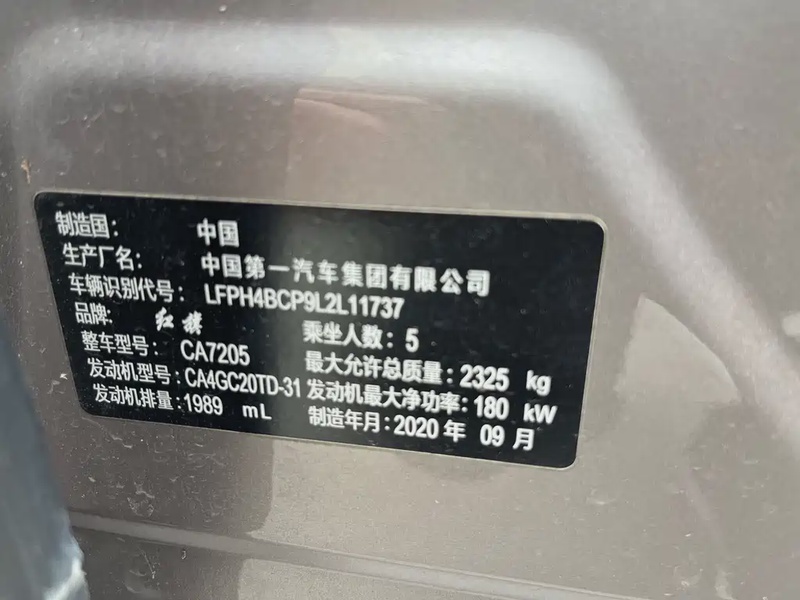 制造国: 中国
生产厂名: 中国第一汽车集团有限公司
车辆识别代号: LFPH4BCP9L2L11737
品牌: 红旗 乘坐人数: 5
整车型号: CA7205 最大允许总质量: 2325 kg
发动机型号: CA4GC20TD-31 发动机最大净功率: 180 kW
发动机排量: 1989 mL 制造年月: 2020 年 09 月